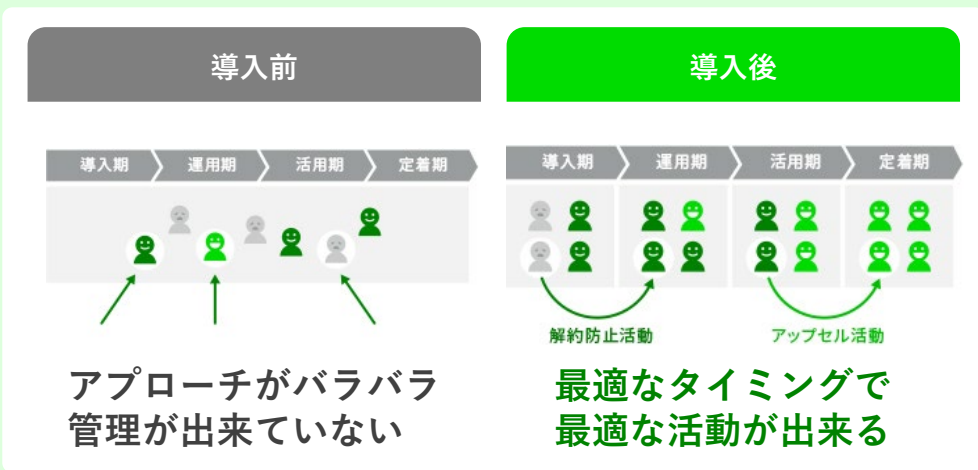 導入前
導入期
運用期
活用期
定着期
アプローチがバラバラ
管理が出来ていない
導入後
導入期
運用期
活用期
定着期
解約防止活動
アップセル活動
最適なタイミングで
最適な活動が出来る